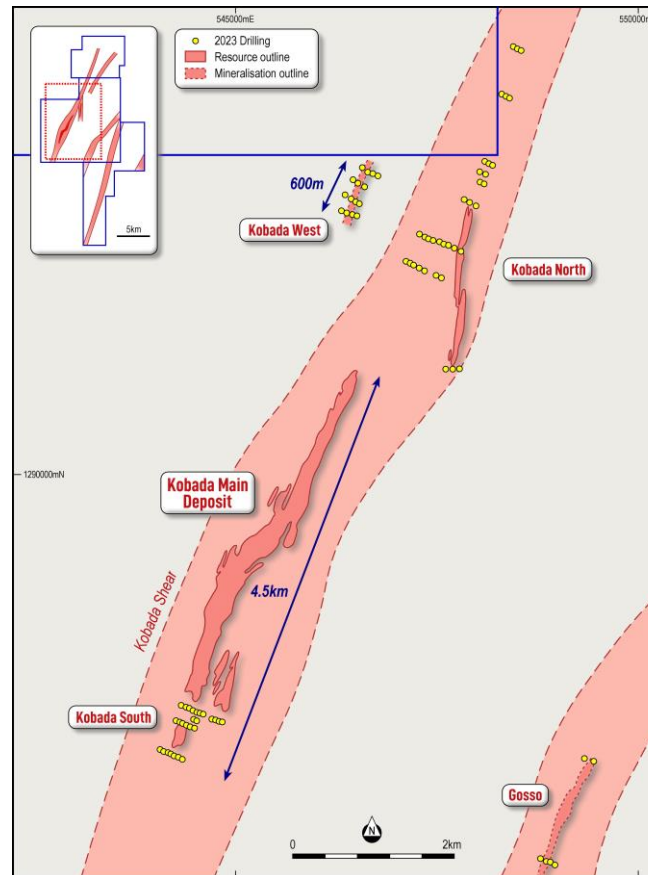 545000mE
550000mE
2023 Drilling
Resource outline
Mineralisation outline
5km
600m
Kobada West
Kobada North
1290000mN
Kobada Main
Deposit
Kobada Shear
4.5km
Kobada South
Gosso
N
0
2km